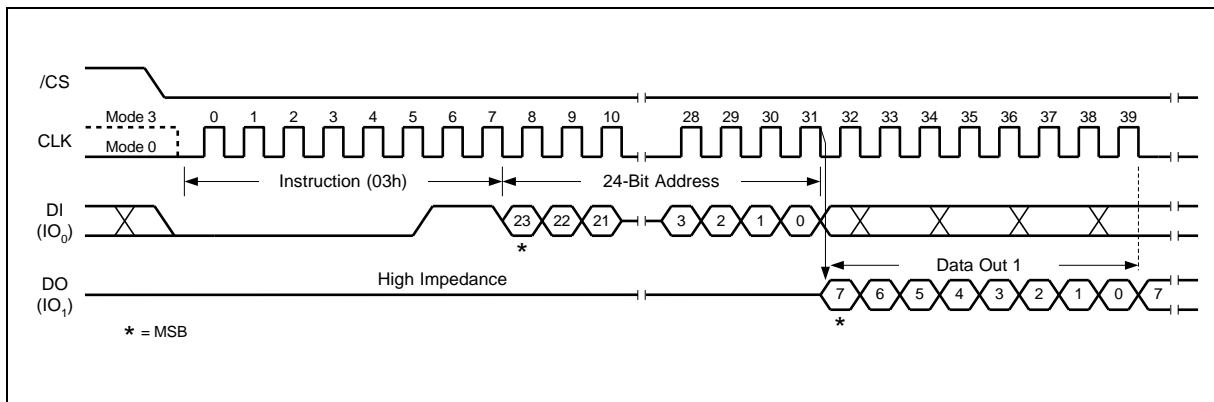 /CS
Mode 3 0 1 2 3 4 5 6 7 8 9 10 28 29 30 31 32 33 34 35 36 37 38 39
CLK
Mode 0
Instruction (03h) 24-Bit Address
DI
(IO0)
23 22 21 3 2 1 0
*
Data Out 1
High Impedance
DO
(IO1)
7 6 5 4 3 2 1 0 7
*
* = MSB